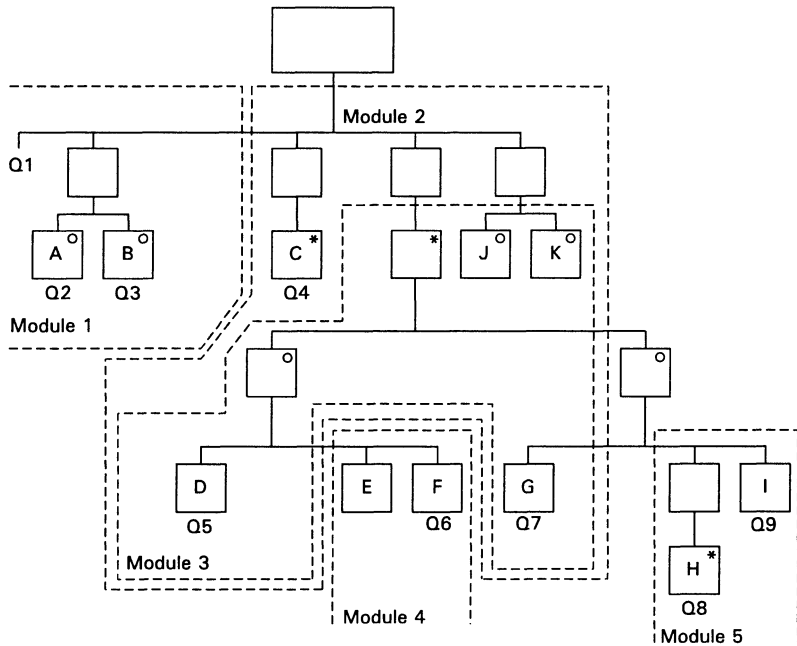 Module 2
Q1
A
B
C *
*
J
K
Q2
Q3
Q4
Module 1
D
E
F
G
I
Q5
Q6
Q7
Q9
Module 3
H *
Q8
Module 4
Module 5